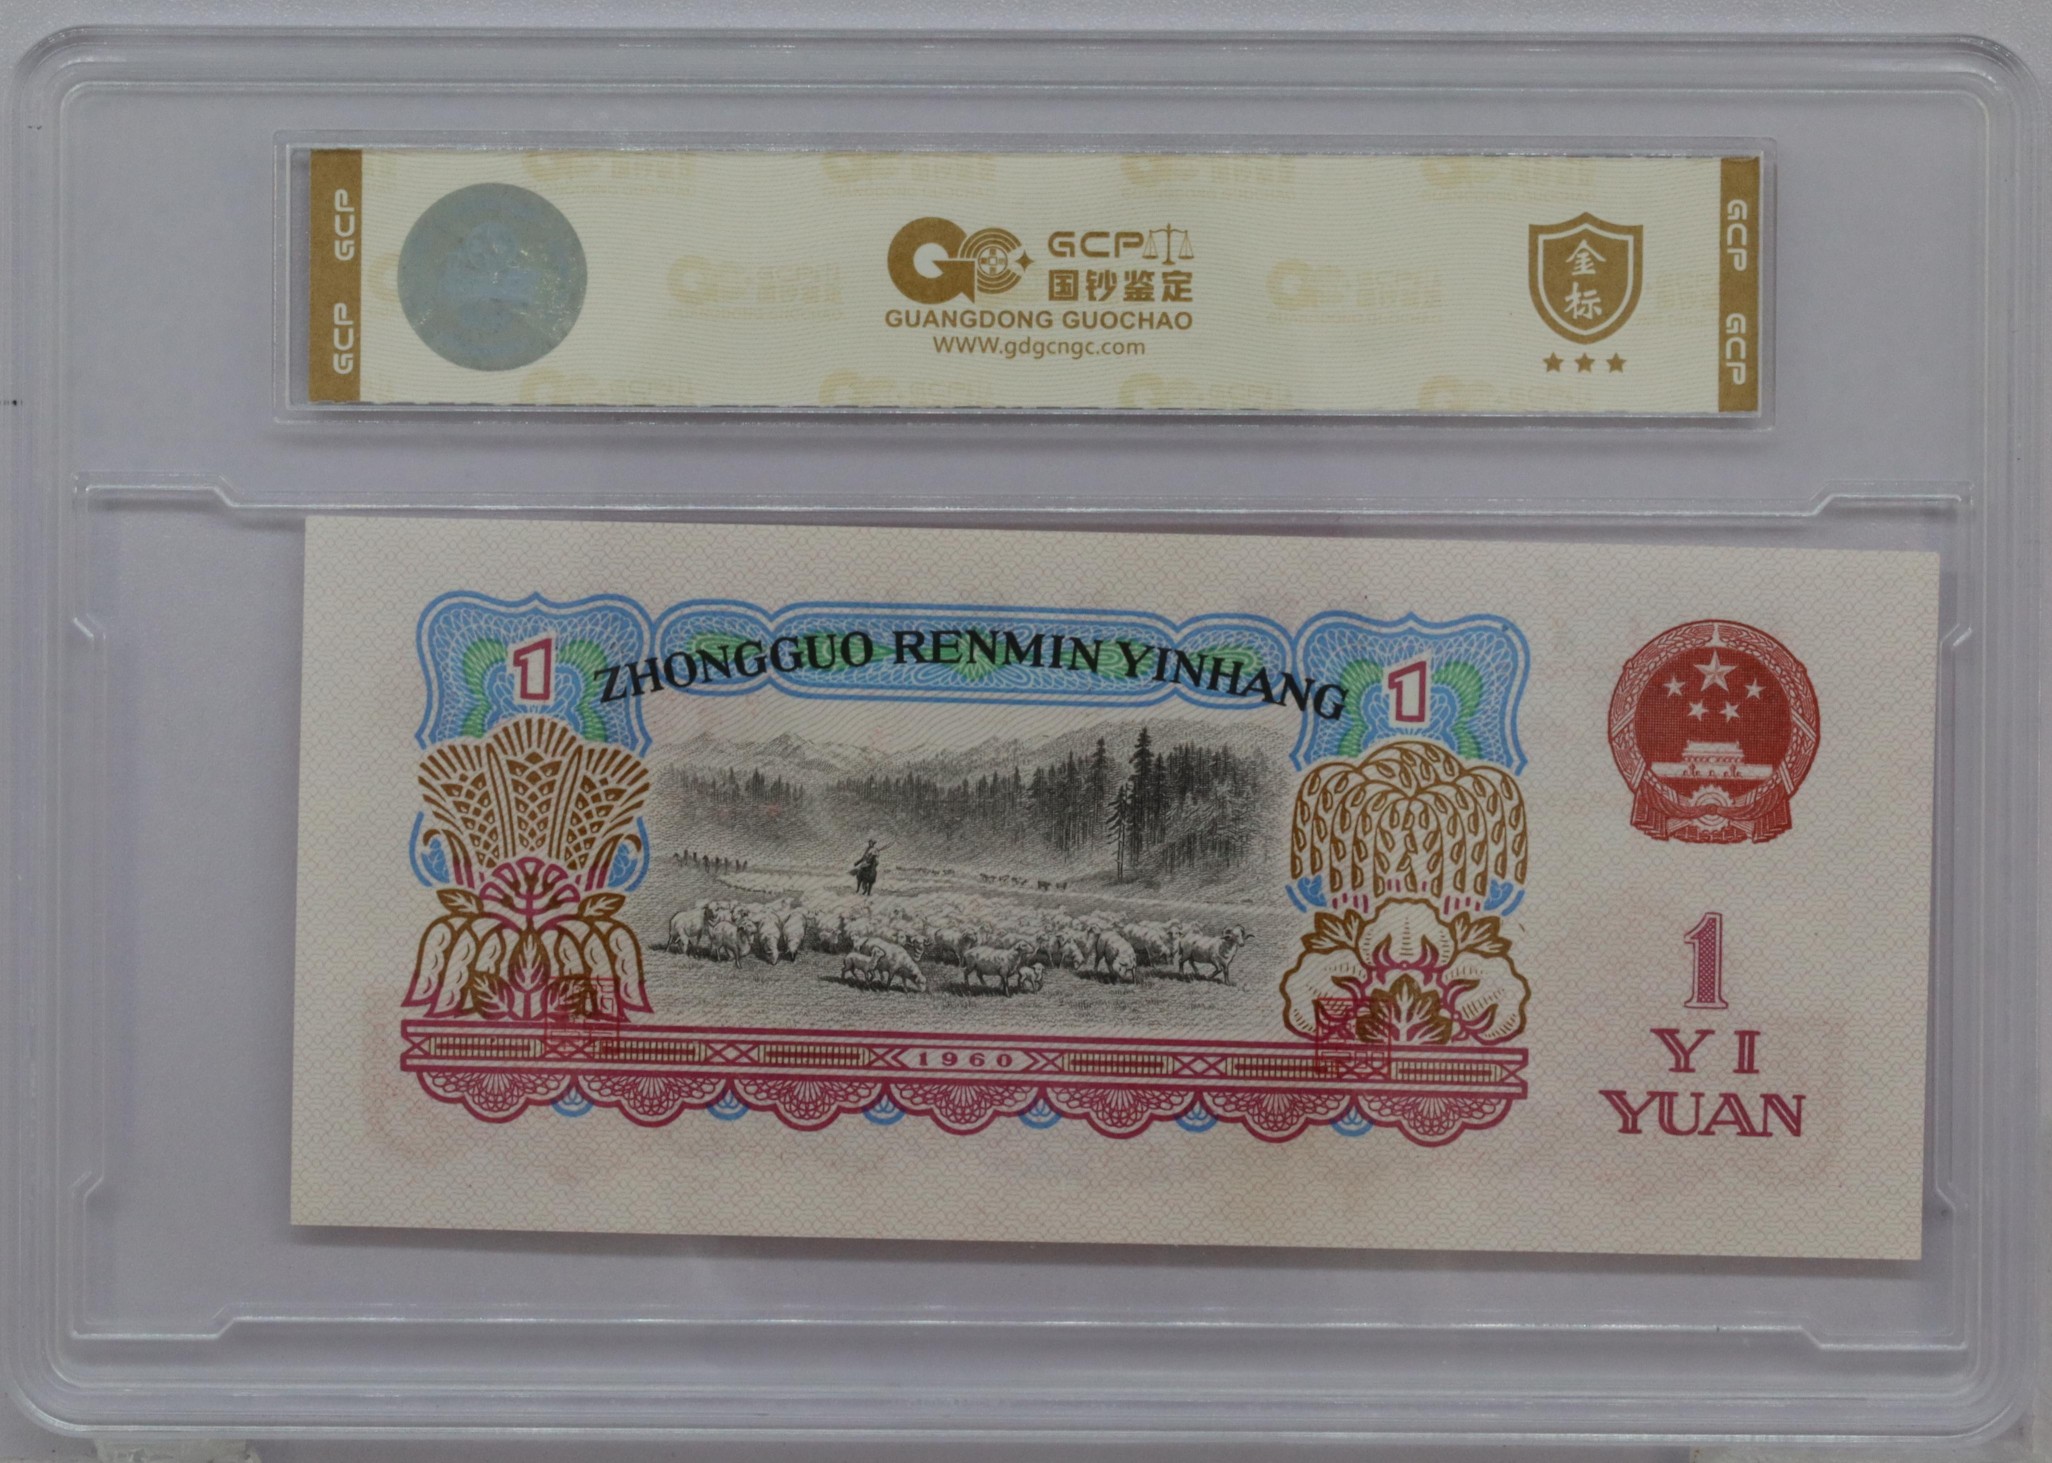 GCP GCP
GCP
国钞鉴定
GUANGDONG GUOCHAO
WWW.gdgcngc.com
金标
GCP GCP
ZHONGGUO RENMIN YINHANG
1
1
1960
1
YI
YUAN